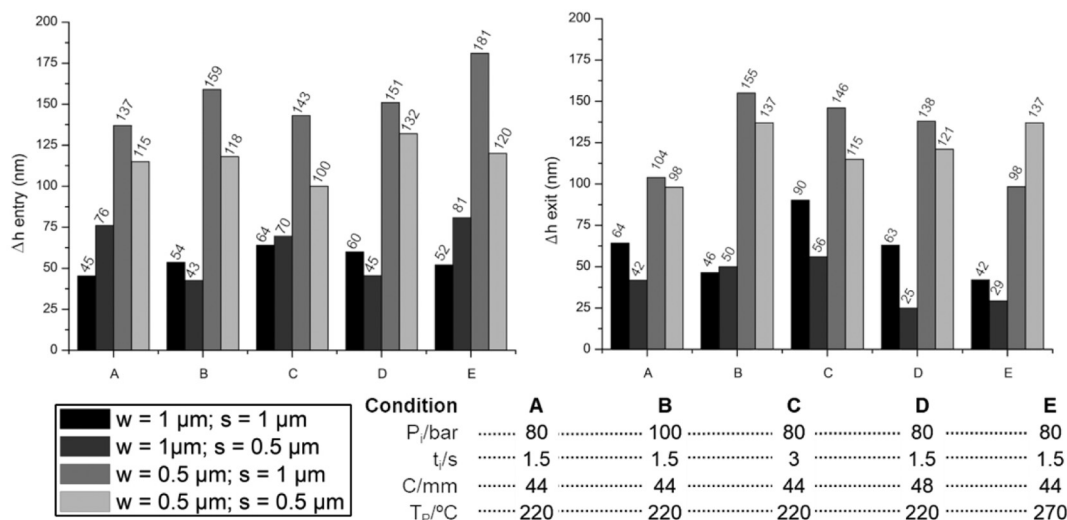 200
175
150
125
100
75
50
25
0
Δh entry (nm)
45 76 137 115
54 43 159 118
64 70 143 100
60 45 151 132
52 81 181 120
A B C D E
200
175
150
125
100
75
50
25
0
Δh exit (nm)
64 42 104 98
46 50 155 137
90 56 146 115
63 25 138 121
42 29 98 137
A B C D E
w = 1 µm; s = 1 µm
w = 1µm; s = 0.5 µm
w = 0.5 µm; s = 1 µm
w = 0.5 µm; s = 0.5 µm
Condition A B C D E
Pᵢ/bar 80 100 80 80 80
tᵢ/s 1.5 1.5 3 1.5 1.5
C/mm 44 44 44 48 44
Tₚ/ºC 220 220 220 220 270